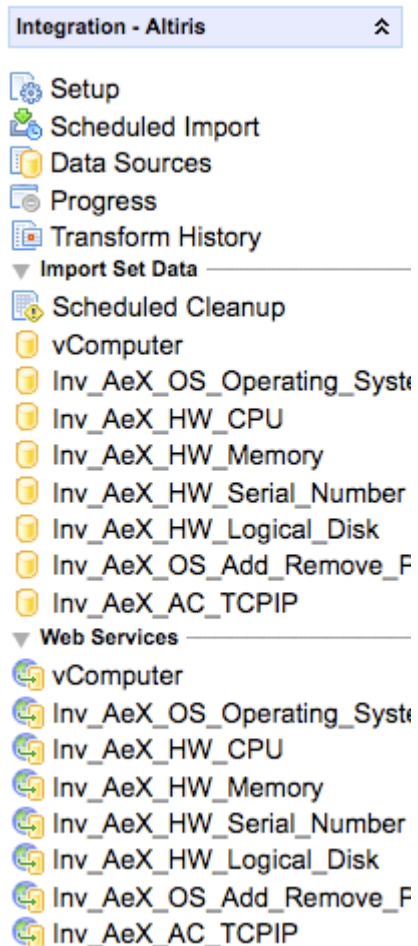 Integration - Altiris
Setup
Scheduled Import
Data Sources
Progress
Transform History
Import Set Data
Scheduled Cleanup
vComputer
Inv_AeX_OS_Operating_Syste
Inv_AeX_HW_CPU
Inv_AeX_HW_Memory
Inv_AeX_HW_Serial_Number
Inv_AeX_HW_Logical_Disk
Inv_AeX_OS_Add_Remove_P
Inv_AeX_AC_TCPIP
Web Services
vComputer
Inv_AeX_OS_Operating_Syste
Inv_AeX_HW_CPU
Inv_AeX_HW_Memory
Inv_AeX_HW_Serial_Number
Inv_AeX_HW_Logical_Disk
Inv_AeX_OS_Add_Remove_P
Inv_AeX_AC_TCPIP